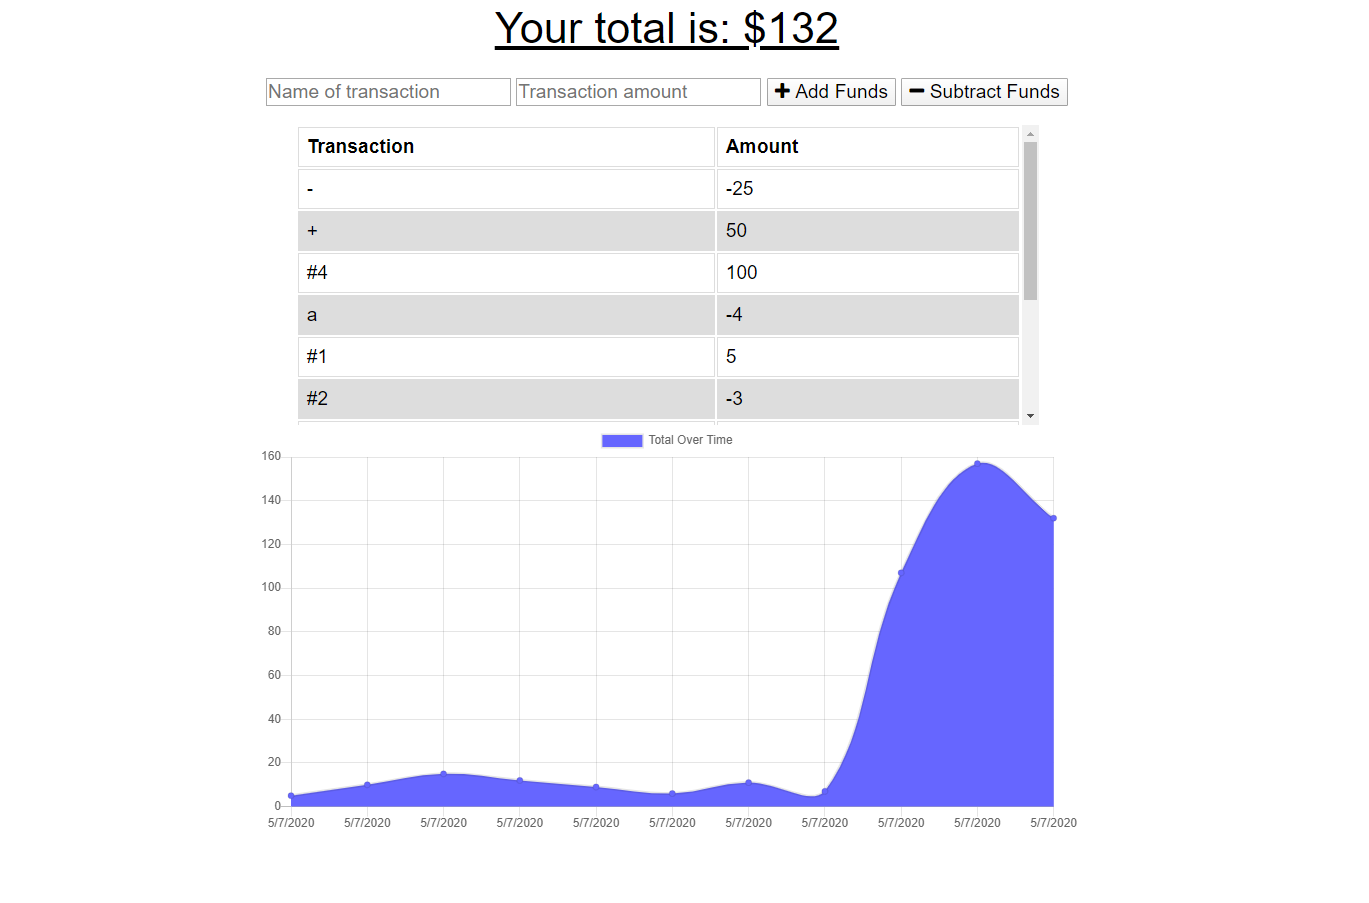 Your total is: $132
Name of transaction Transaction amount + Add Funds − Subtract Funds
Transaction Amount
- -25
+ 50
#4 100
a -4
#1 5
#2 -3
Total Over Time
160
140
120
100
80
60
40
20
0
5/7/2020 5/7/2020 5/7/2020 5/7/2020 5/7/2020 5/7/2020 5/7/2020 5/7/2020 5/7/2020 5/7/2020 5/7/2020